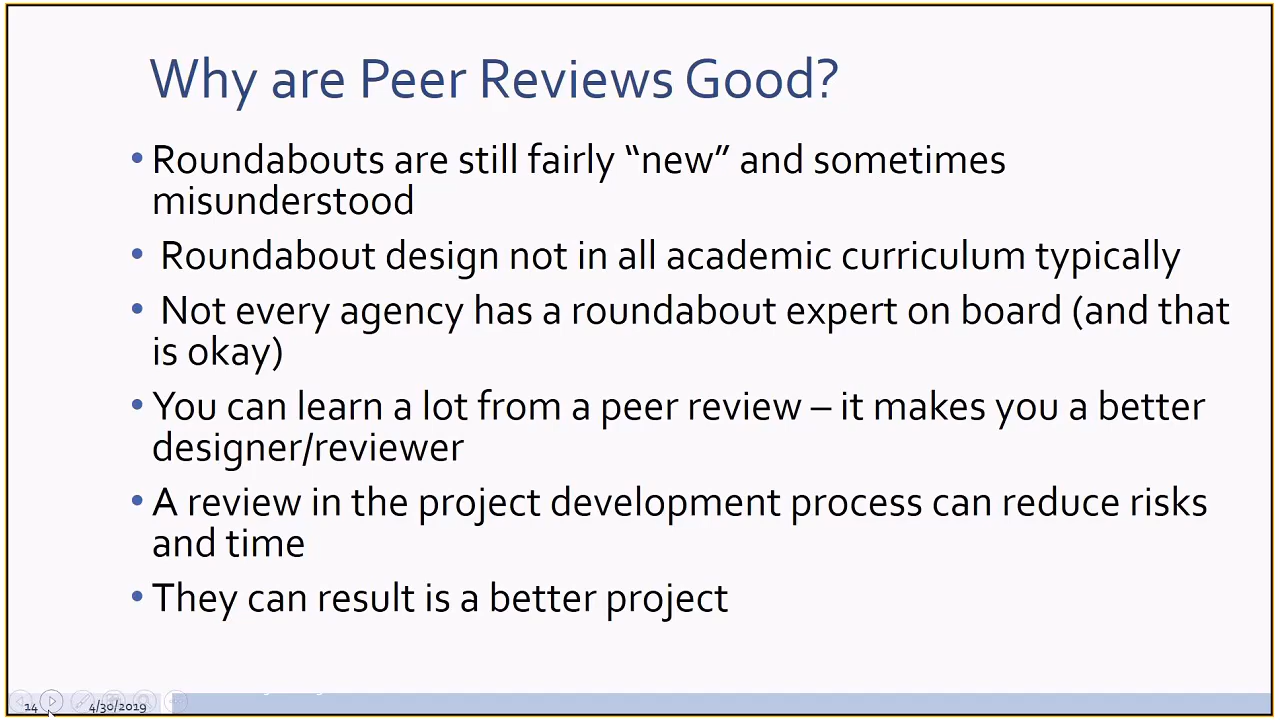 Why are Peer Reviews Good?
• Roundabouts are still fairly “new” and sometimes
misunderstood
• Roundabout design not in all academic curriculum typically
• Not every agency has a roundabout expert on board (and that
is okay)
• You can learn a lot from a peer review – it makes you a better
designer/reviewer
• A review in the project development process can reduce risks
and time
• They can result is a better project
14
4/30/2019